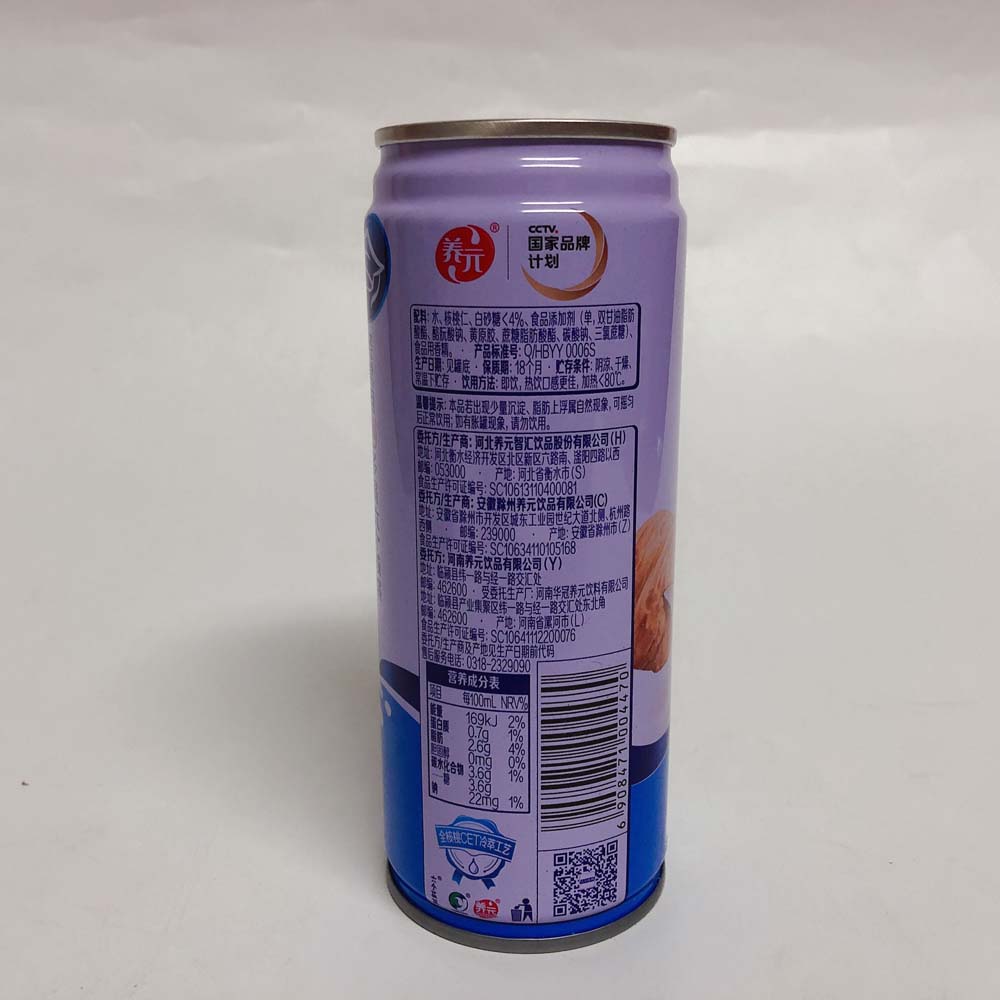 养元®
CCTV.
国家品牌
计划
配料: 水、核桃仁、白砂糖<4%、食品添加剂 (单, 双甘油脂肪
酸酯、酪朊酸钠、黄原胶、蔗糖脂肪酸酯、碳酸钠、三氯蔗糖)、
食品用香精。 · 产品标准号: Q/HBYY 0006S
生产日期: 见罐底 · 保质期: 18个月 · 贮存条件: 阴凉、干燥、
常温下贮存 · 饮用方法: 即饮, 热饮口感更佳, 加热<80℃。
温馨提示: 本品若出现少量沉淀、脂肪上浮属自然现象, 可摇匀
后正常饮用; 如有胀罐现象, 请勿饮用。
委托方/生产商: 河北养元智汇饮品股份有限公司(H)
地址: 河北衡水经济开发区北区新区六路南、滏阳四路以西
邮编: 053000 · 产地: 河北省衡水市(S)
食品生产许可证编号: SC10613110400081
委托方/生产商: 安徽滁州养元饮品有限公司(C)
地址: 安徽省滁州市开发区城东工业园世纪大道北侧、杭州路
西侧 · 邮编: 239000 · 产地: 安徽省滁州市(Z)
食品生产许可证编号: SC10634110105168
委托方: 河南养元饮品有限公司(Y)
地址: 临颍县纬一路与经一路交汇处
邮编: 462600 · 受委托生产厂: 河南华冠养元饮料有限公司
地址: 临颍县产业集聚区纬一路与经一路交汇处东北角
邮编: 462600 · 产地: 河南省漯河市(L)
食品生产许可证编号: SC10641112200076
委托方/生产商及产地见生产日期前代码
售后服务电话: 0318-2329090
营养成分表
项目 每100mL NRV%
能量 169kJ 2%
蛋白质 0.7g 1%
脂肪 2.6g 4%
胆固醇 0mg 0%
碳水化合物 3.6g 1%
—糖 3.6g
钠 22mg 1%
6 908471 004470
全核桃CET冷萃工艺
养元